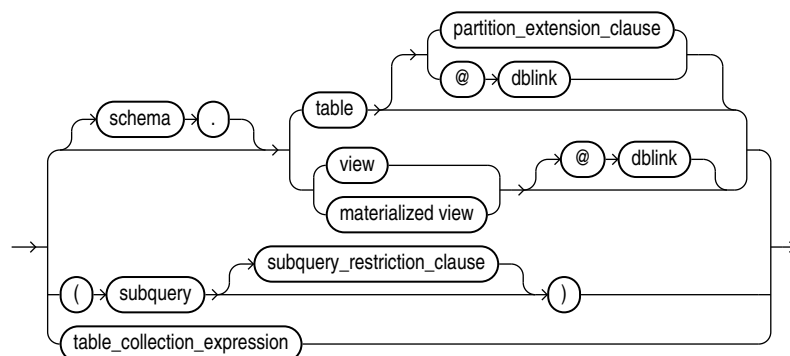 partition_extension_clause
@ dblink
table
schema .
view @ dblink
materialized view
subquery_restriction_clause
( subquery )
table_collection_expression